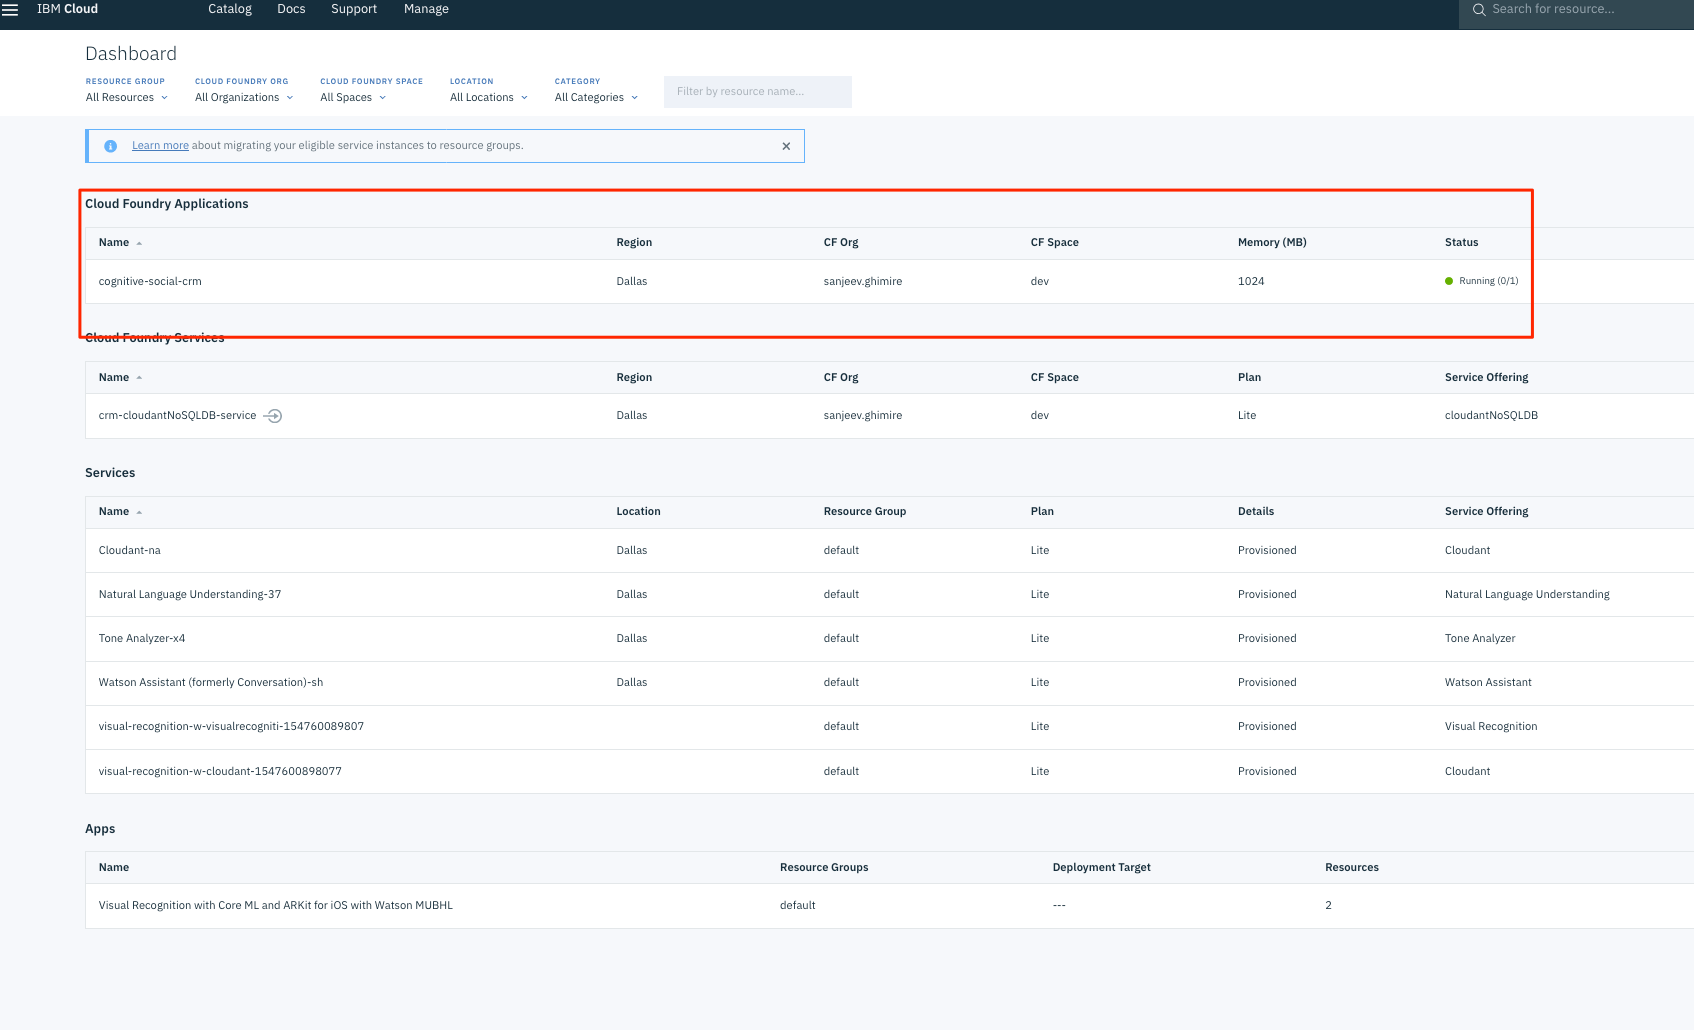 IBM Cloud Catalog Docs Support Manage Search for resource...
Dashboard
RESOURCE GROUP CLOUD FOUNDRY ORG CLOUD FOUNDRY SPACE LOCATION CATEGORY
All Resources All Organizations All Spaces All Locations All Categories Filter by resource name...
Learn more about migrating your eligible service instances to resource groups.
Cloud Foundry Applications
Name Region CF Org CF Space Memory (MB) Status
cognitive-social-crm Dallas sanjeev.ghimire dev 1024 Running (0/1)
Cloud Foundry Services
Name Region CF Org CF Space Plan Service Offering
crm-cloudantNoSQLDB-service Dallas sanjeev.ghimire dev Lite cloudantNoSQLDB
Services
Name Location Resource Group Plan Details Service Offering
Cloudant-na Dallas default Lite Provisioned Cloudant
Natural Language Understanding-37 Dallas default Lite Provisioned Natural Language Understanding
Tone Analyzer-x4 Dallas default Lite Provisioned Tone Analyzer
Watson Assistant (formerly Conversation)-sh Dallas default Lite Provisioned Watson Assistant
visual-recognition-w-visualrecogniti-154760089807 default Lite Provisioned Visual Recognition
visual-recognition-w-cloudant-1547600898077 default Lite Provisioned Cloudant
Apps
Name Resource Groups Deployment Target Resources
Visual Recognition with Core ML and ARKit for iOS with Watson MUBHL default --- 2